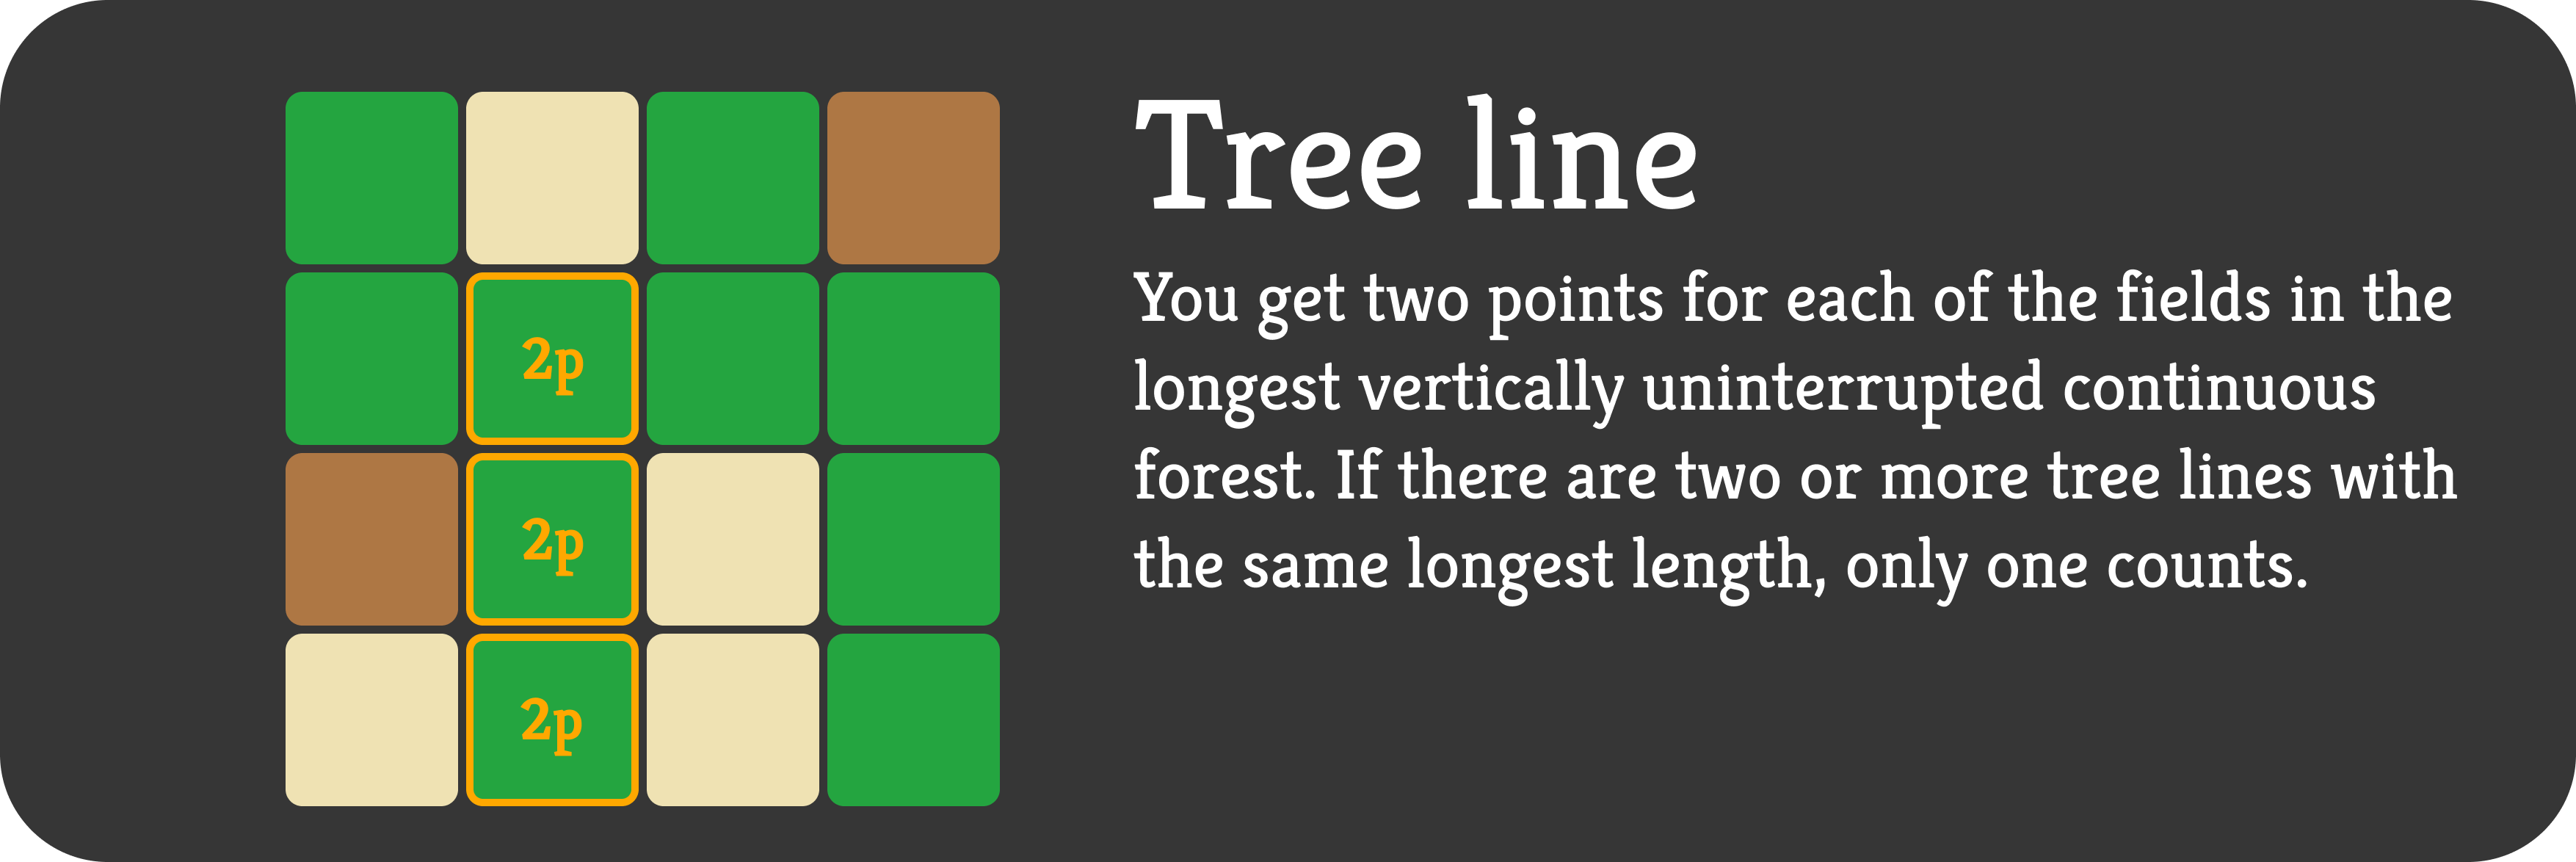 2p
2p
2p
Tree line
You get two points for each of the fields in the
longest vertically uninterrupted continuous
forest. If there are two or more tree lines with
the same longest length, only one counts.